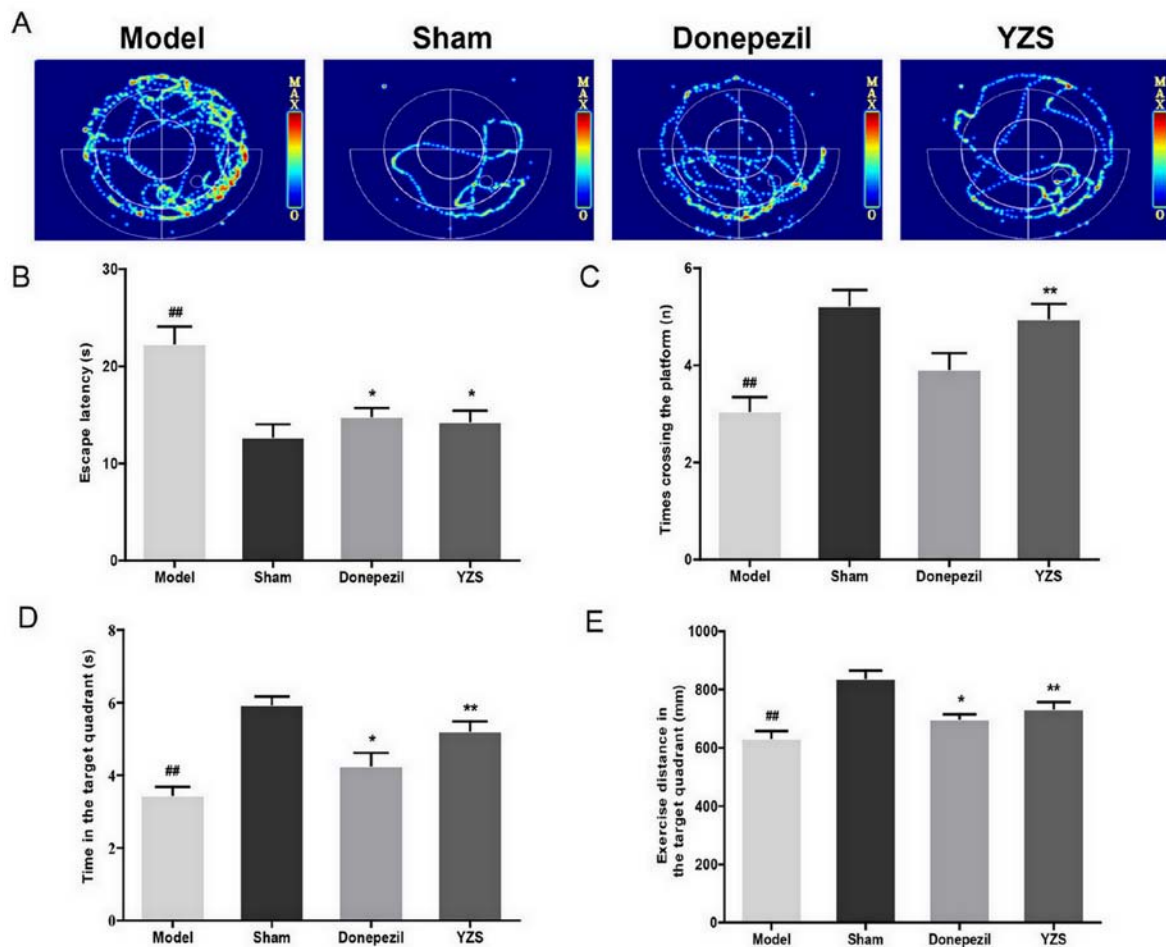 A
Model Sham Donepezil YZS
MAX 0 MAX 0 MAX 0 MAX 0
B
Escape latency (s)
30
20
10
0
##
*
*
Model Sham Donepezil YZS
C
Times crossing the platform (n)
6
4
2
0
##
**
Model Sham Donepezil YZS
D
Time in the target quadrant (s)
8
6
4
2
0
##
*
**
Model Sham Donepezil YZS
E
Exercise distance in
the target quadrant (mm)
1000
800
600
400
200
0
##
*
**
Model Sham Donepezil YZS